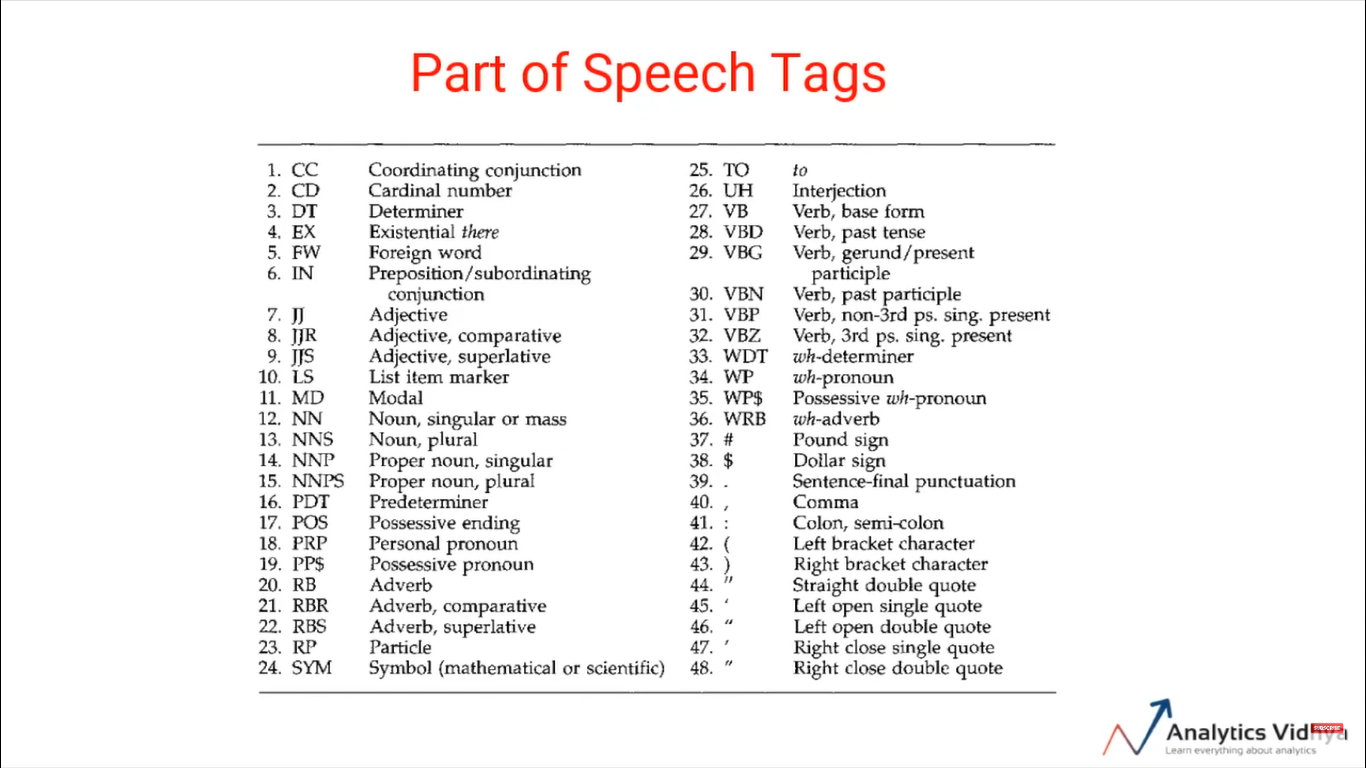 Part of Speech Tags
1. CC Coordinating conjunction
2. CD Cardinal number
3. DT Determiner
4. EX Existential there
5. FW Foreign word
6. IN Preposition/subordinating
conjunction
7. JJ Adjective
8. JJR Adjective, comparative
9. JJS Adjective, superlative
10. LS List item marker
11. MD Modal
12. NN Noun, singular or mass
13. NNS Noun, plural
14. NNP Proper noun, singular
15. NNPS Proper noun, plural
16. PDT Predeterminer
17. POS Possessive ending
18. PRP Personal pronoun
19. PP$ Possessive pronoun
20. RB Adverb
21. RBR Adverb, comparative
22. RBS Adverb, superlative
23. RP Particle
24. SYM Symbol (mathematical or scientific)
25. TO to
26. UH Interjection
27. VB Verb, base form
28. VBD Verb, past tense
29. VBG Verb, gerund/present
participle
30. VBN Verb, past participle
31. VBP Verb, non-3rd ps. sing. present
32. VBZ Verb, 3rd ps. sing. present
33. WDT wh-determiner
34. WP wh-pronoun
35. WP$ Possessive wh-pronoun
36. WRB wh-adverb
37. # Pound sign
38. $ Dollar sign
39. . Sentence-final punctuation
40. , Comma
41. : Colon, semi-colon
42. ( Left bracket character
43. ) Right bracket character
44. " Straight double quote
45. ‘ Left open single quote
46. “ Left open double quote
47. ’ Right close single quote
48. ” Right close double quote
SUBSCRIBE
Analytics Vidhya
Learn everything about analytics